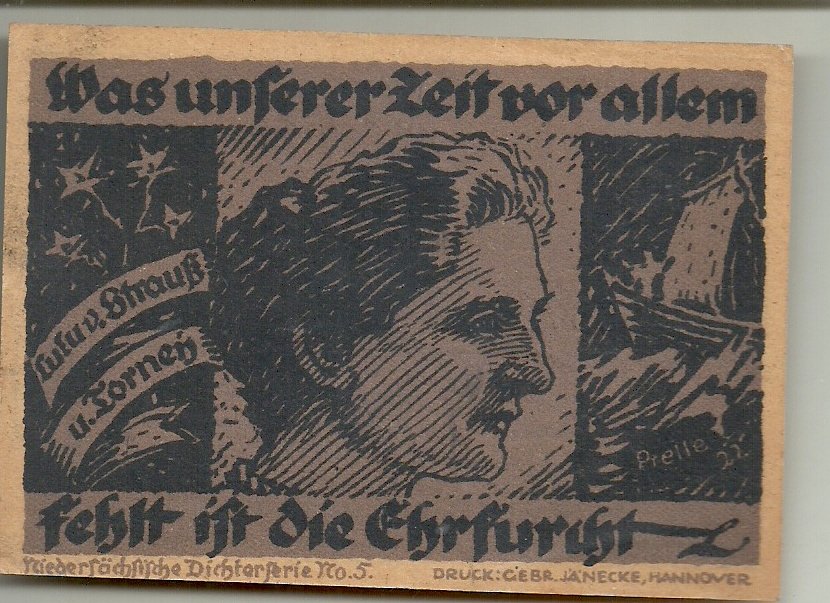 Was unserer Zeit vor allem
Lulu v. Strauß
u. Torney
Prelle
22.
fehlt ist die Ehrfurcht
Niedersächsische Dichterserie No. 5.
DRUCK: GEBR. JÄNECKE, HANNOVER